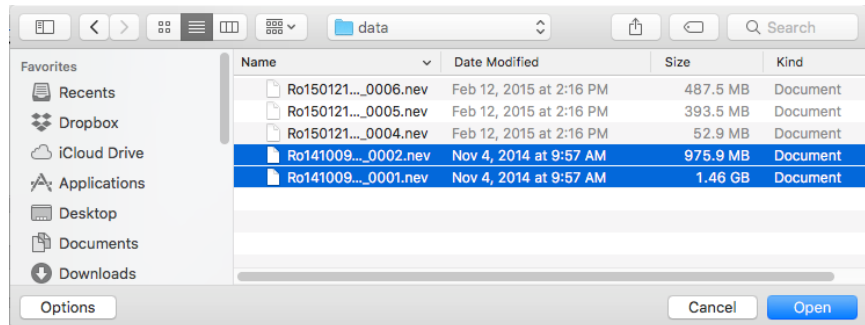 data
Search
Favorites
Recents
Dropbox
iCloud Drive
Applications
Desktop
Documents
Downloads
Name Date Modified Size Kind
Ro150121..._0006.nev Feb 12, 2015 at 2:16 PM 487.5 MB Document
Ro150121..._0005.nev Feb 12, 2015 at 2:16 PM 393.5 MB Document
Ro150121..._0004.nev Feb 12, 2015 at 2:16 PM 52.9 MB Document
Ro141009..._0002.nev Nov 4, 2014 at 9:57 AM 975.9 MB Document
Ro141009..._0001.nev Nov 4, 2014 at 9:57 AM 1.46 GB Document
Options Cancel Open